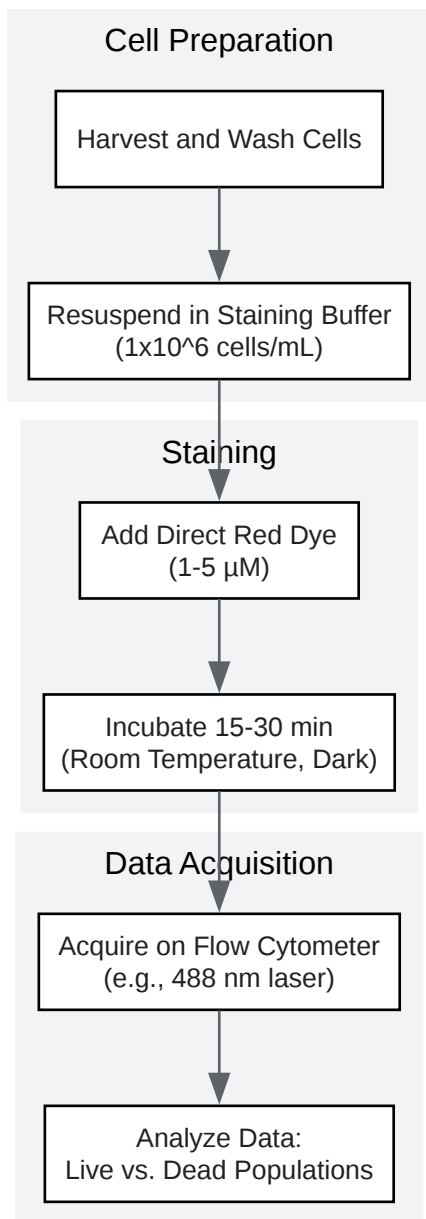 Cell Preparation
Harvest and Wash Cells
Resuspend in Staining Buffer
(1x10^6 cells/mL)
Staining
Add Direct Red Dye
(1-5 µM)
Incubate 15-30 min
(Room Temperature, Dark)
Data Acquisition
Acquire on Flow Cytometer
(e.g., 488 nm laser)
Analyze Data:
Live vs. Dead Populations